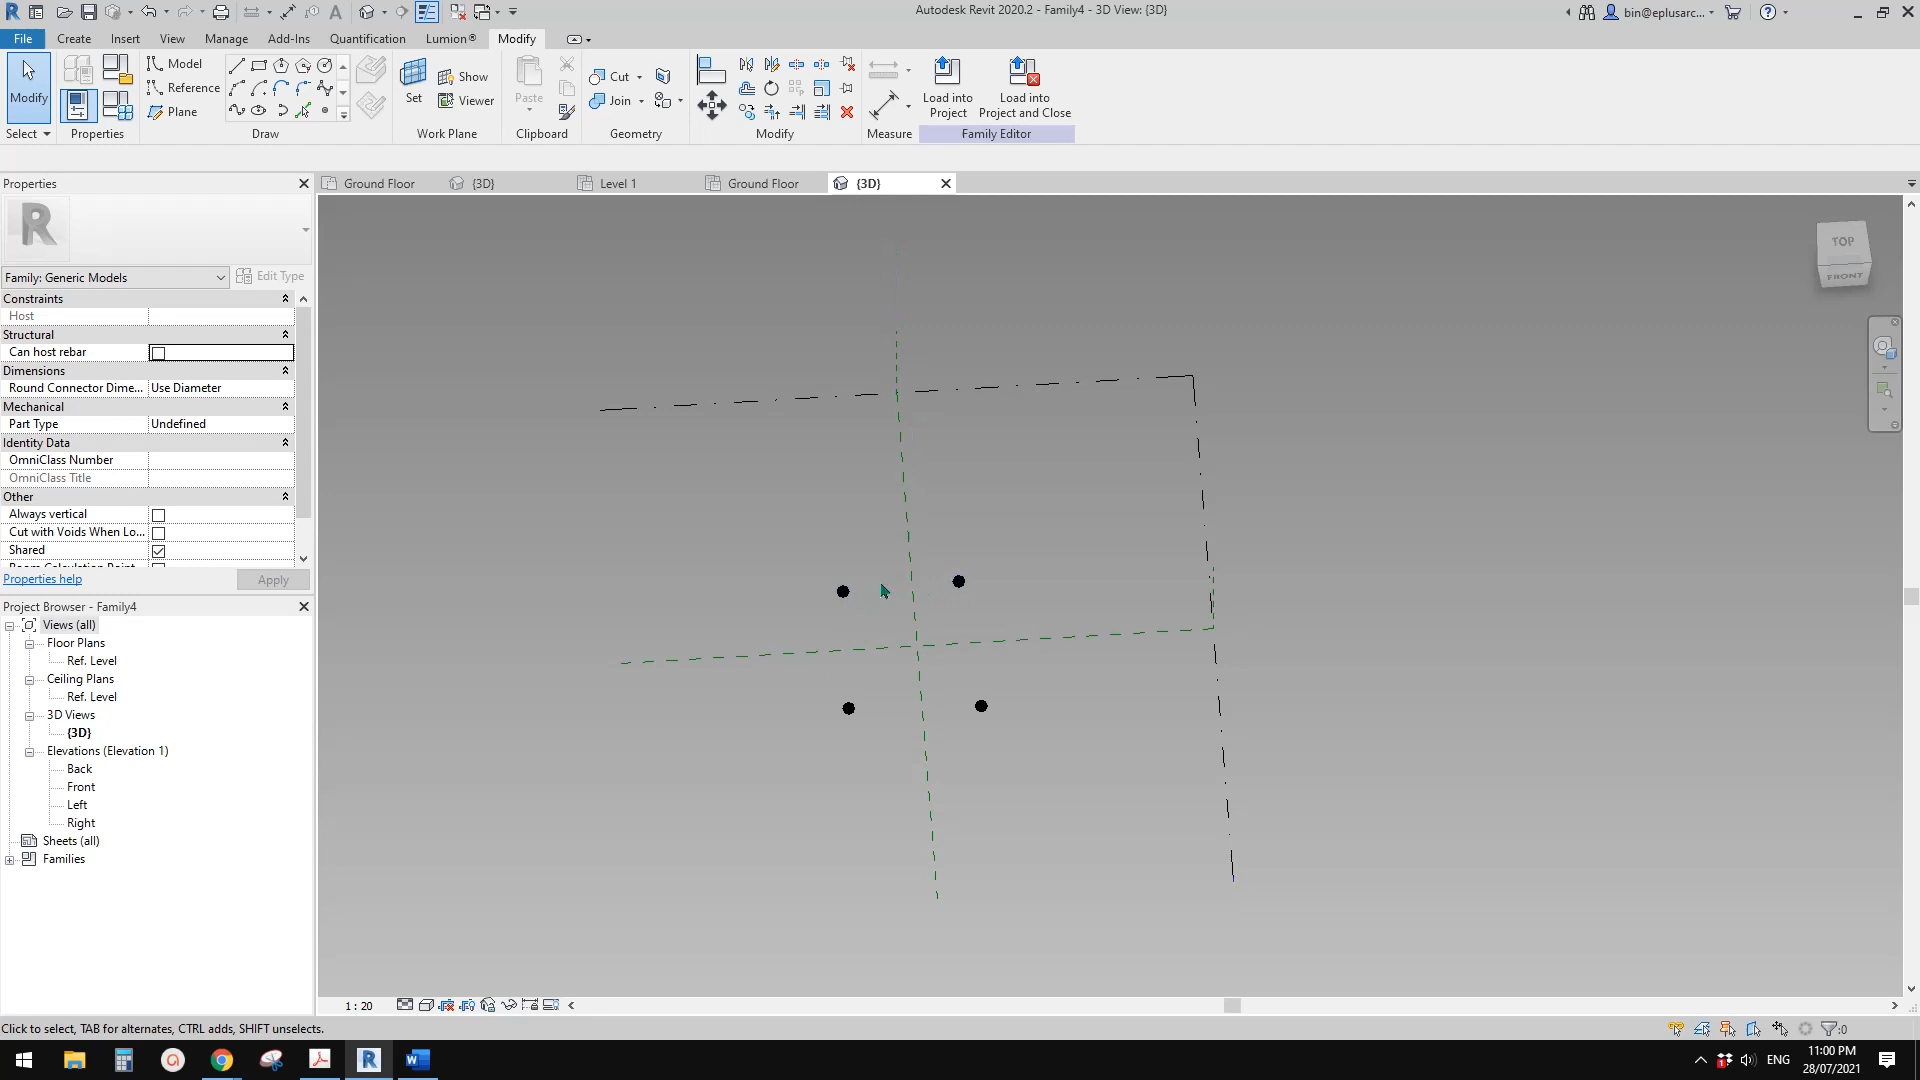 Autodesk Revit 2020.2 - Family4 - 3D View: {3D}
bin@eplusarc...
File Create Insert View Manage Add-Ins Quantification Lumion® Modify
Modify
Select
Properties
Model
Reference
Plane
Draw
Set
Show
Viewer
Work Plane
Paste
Clipboard
Cut
Join
Geometry
Modify
Measure
Load into
Project
Load into
Project and Close
Family Editor
Properties
Ground Floor {3D} Level 1 Ground Floor {3D}
Family: Generic Models Edit Type
Constraints
Host
Structural
Can host rebar
Dimensions
Round Connector Dime... Use Diameter
Mechanical
Part Type Undefined
Identity Data
OmniClass Number
OmniClass Title
Other
Always vertical
Cut with Voids When Lo...
Shared
Properties help Apply
Project Browser - Family4
Views (all)
Floor Plans
Ref. Level
Ceiling Plans
Ref. Level
3D Views
{3D}
Elevations (Elevation 1)
Back
Front
Left
Right
Sheets (all)
Families
TOP
FRONT
1 : 20
Click to select, TAB for alternates, CTRL adds, SHIFT unselects.
:0
ENG
11:00 PM
28/07/2021